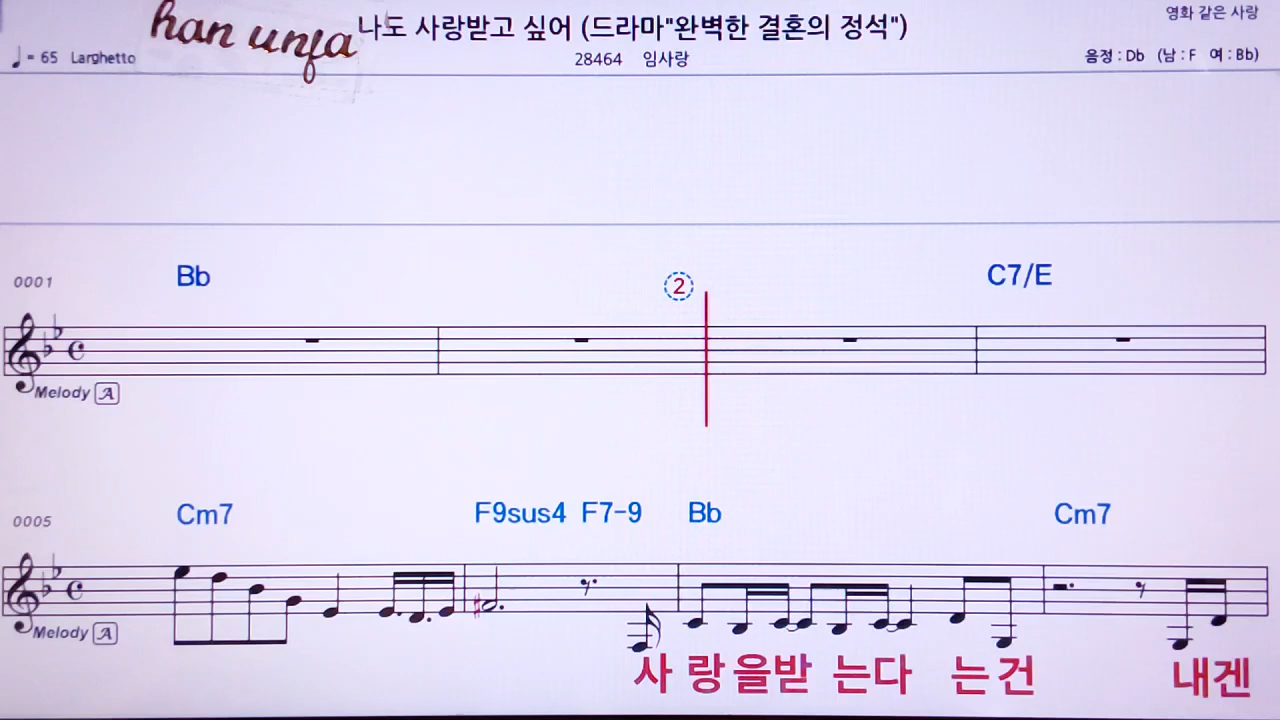 han unfa 나도 사랑받고 싶어 (드라마"완벽한 결혼의 정석")
영화 같은 사랑
♩= 65 Larghetto 28464 임사랑 음정 : Db (남 : F 여 : Bb)
0001 Bb ② C7/E
Melody A
0005 Cm7 F9sus4 F7-9 Bb Cm7
Melody A
사 랑 을받 는다 는 건 내겐